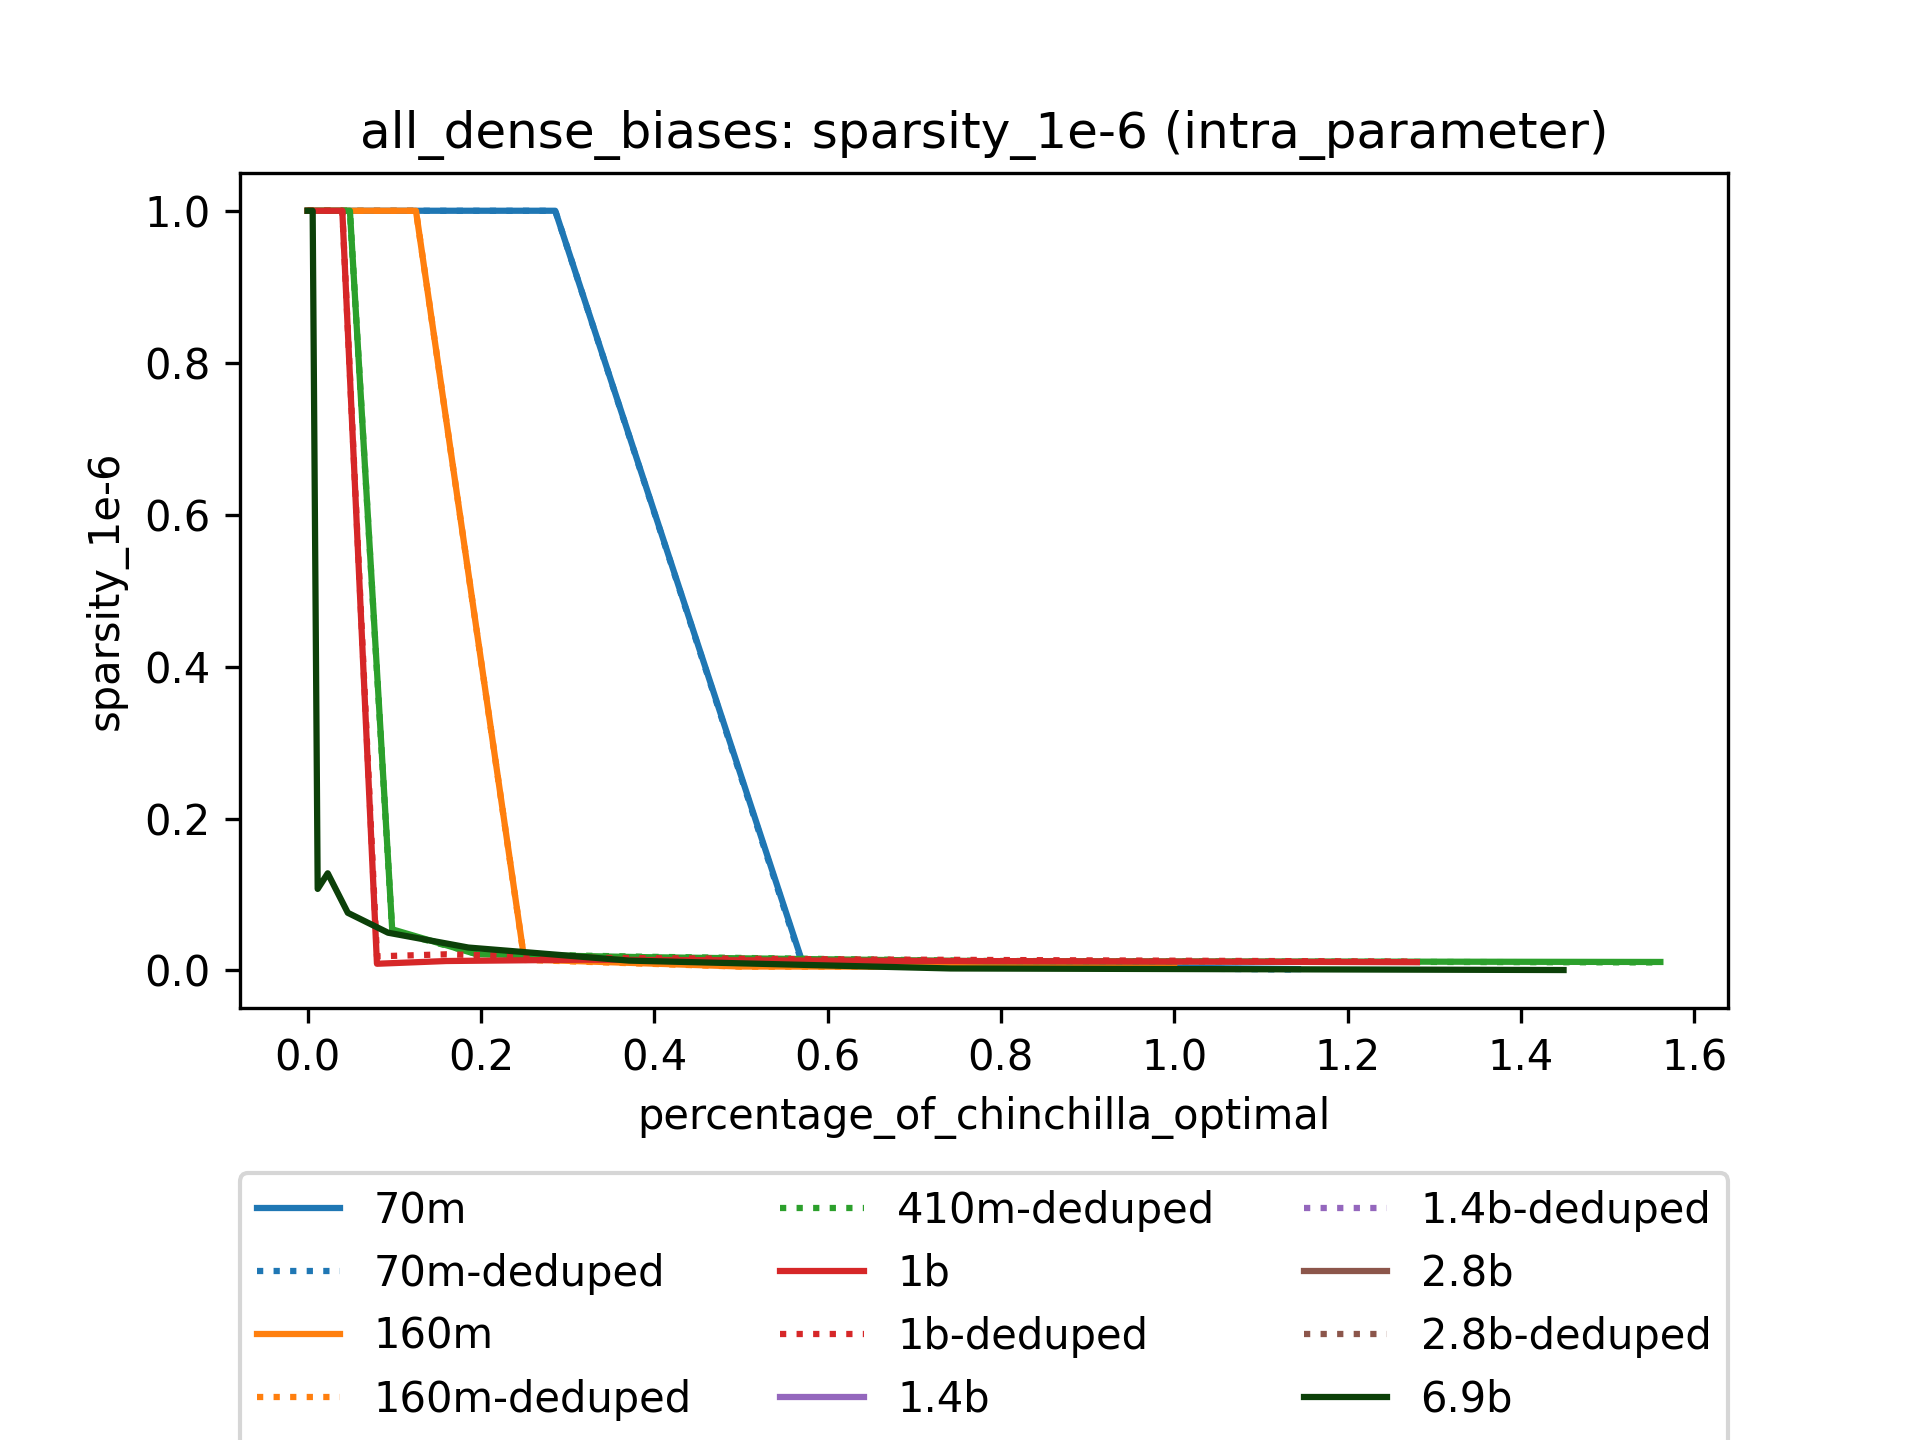 all_dense_biases: sparsity_1e-6 (intra_parameter)
1.0
0.8
0.6
0.4
0.2
0.0
sparsity_1e-6
0.0 0.2 0.4 0.6 0.8 1.0 1.2 1.4 1.6
percentage_of_chinchilla_optimal
70m
70m-deduped
160m
160m-deduped
410m-deduped
1b
1b-deduped
1.4b
1.4b-deduped
2.8b
2.8b-deduped
6.9b